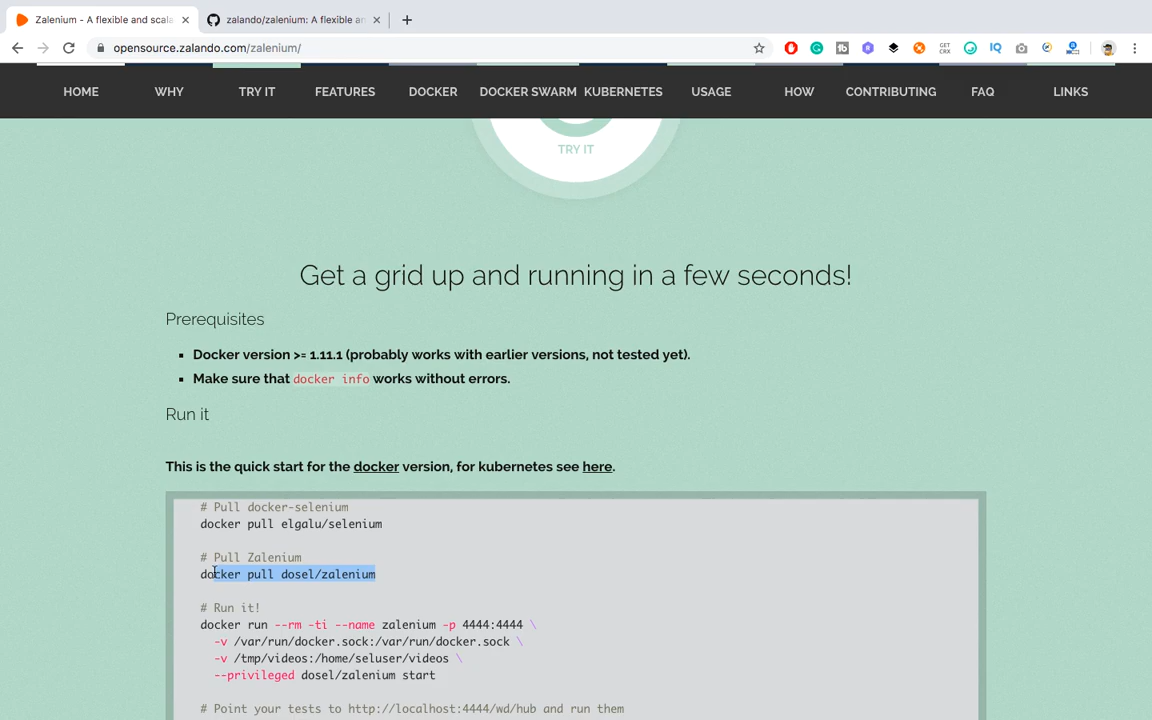 Zalenium - A flexible and scala
zalando/zalenium: A flexible an
opensource.zalando.com/zalenium/
GET CRX
IQ
HOME WHY TRY IT FEATURES DOCKER DOCKER SWARM KUBERNETES USAGE HOW CONTRIBUTING FAQ LINKS
TRY IT
Get a grid up and running in a few seconds!
Prerequisites
Docker version >= 1.11.1 (probably works with earlier versions, not tested yet).
Make sure that docker info works without errors.
Run it
This is the quick start for the docker version, for kubernetes see here.
# Pull docker-selenium
docker pull elgalu/selenium
# Pull Zalenium
docker pull dosel/zalenium
# Run it!
docker run --rm -ti --name zalenium -p 4444:4444 \
-v /var/run/docker.sock:/var/run/docker.sock \
-v /tmp/videos:/home/seluser/videos \
--privileged dosel/zalenium start
# Point your tests to http://localhost:4444/wd/hub and run them